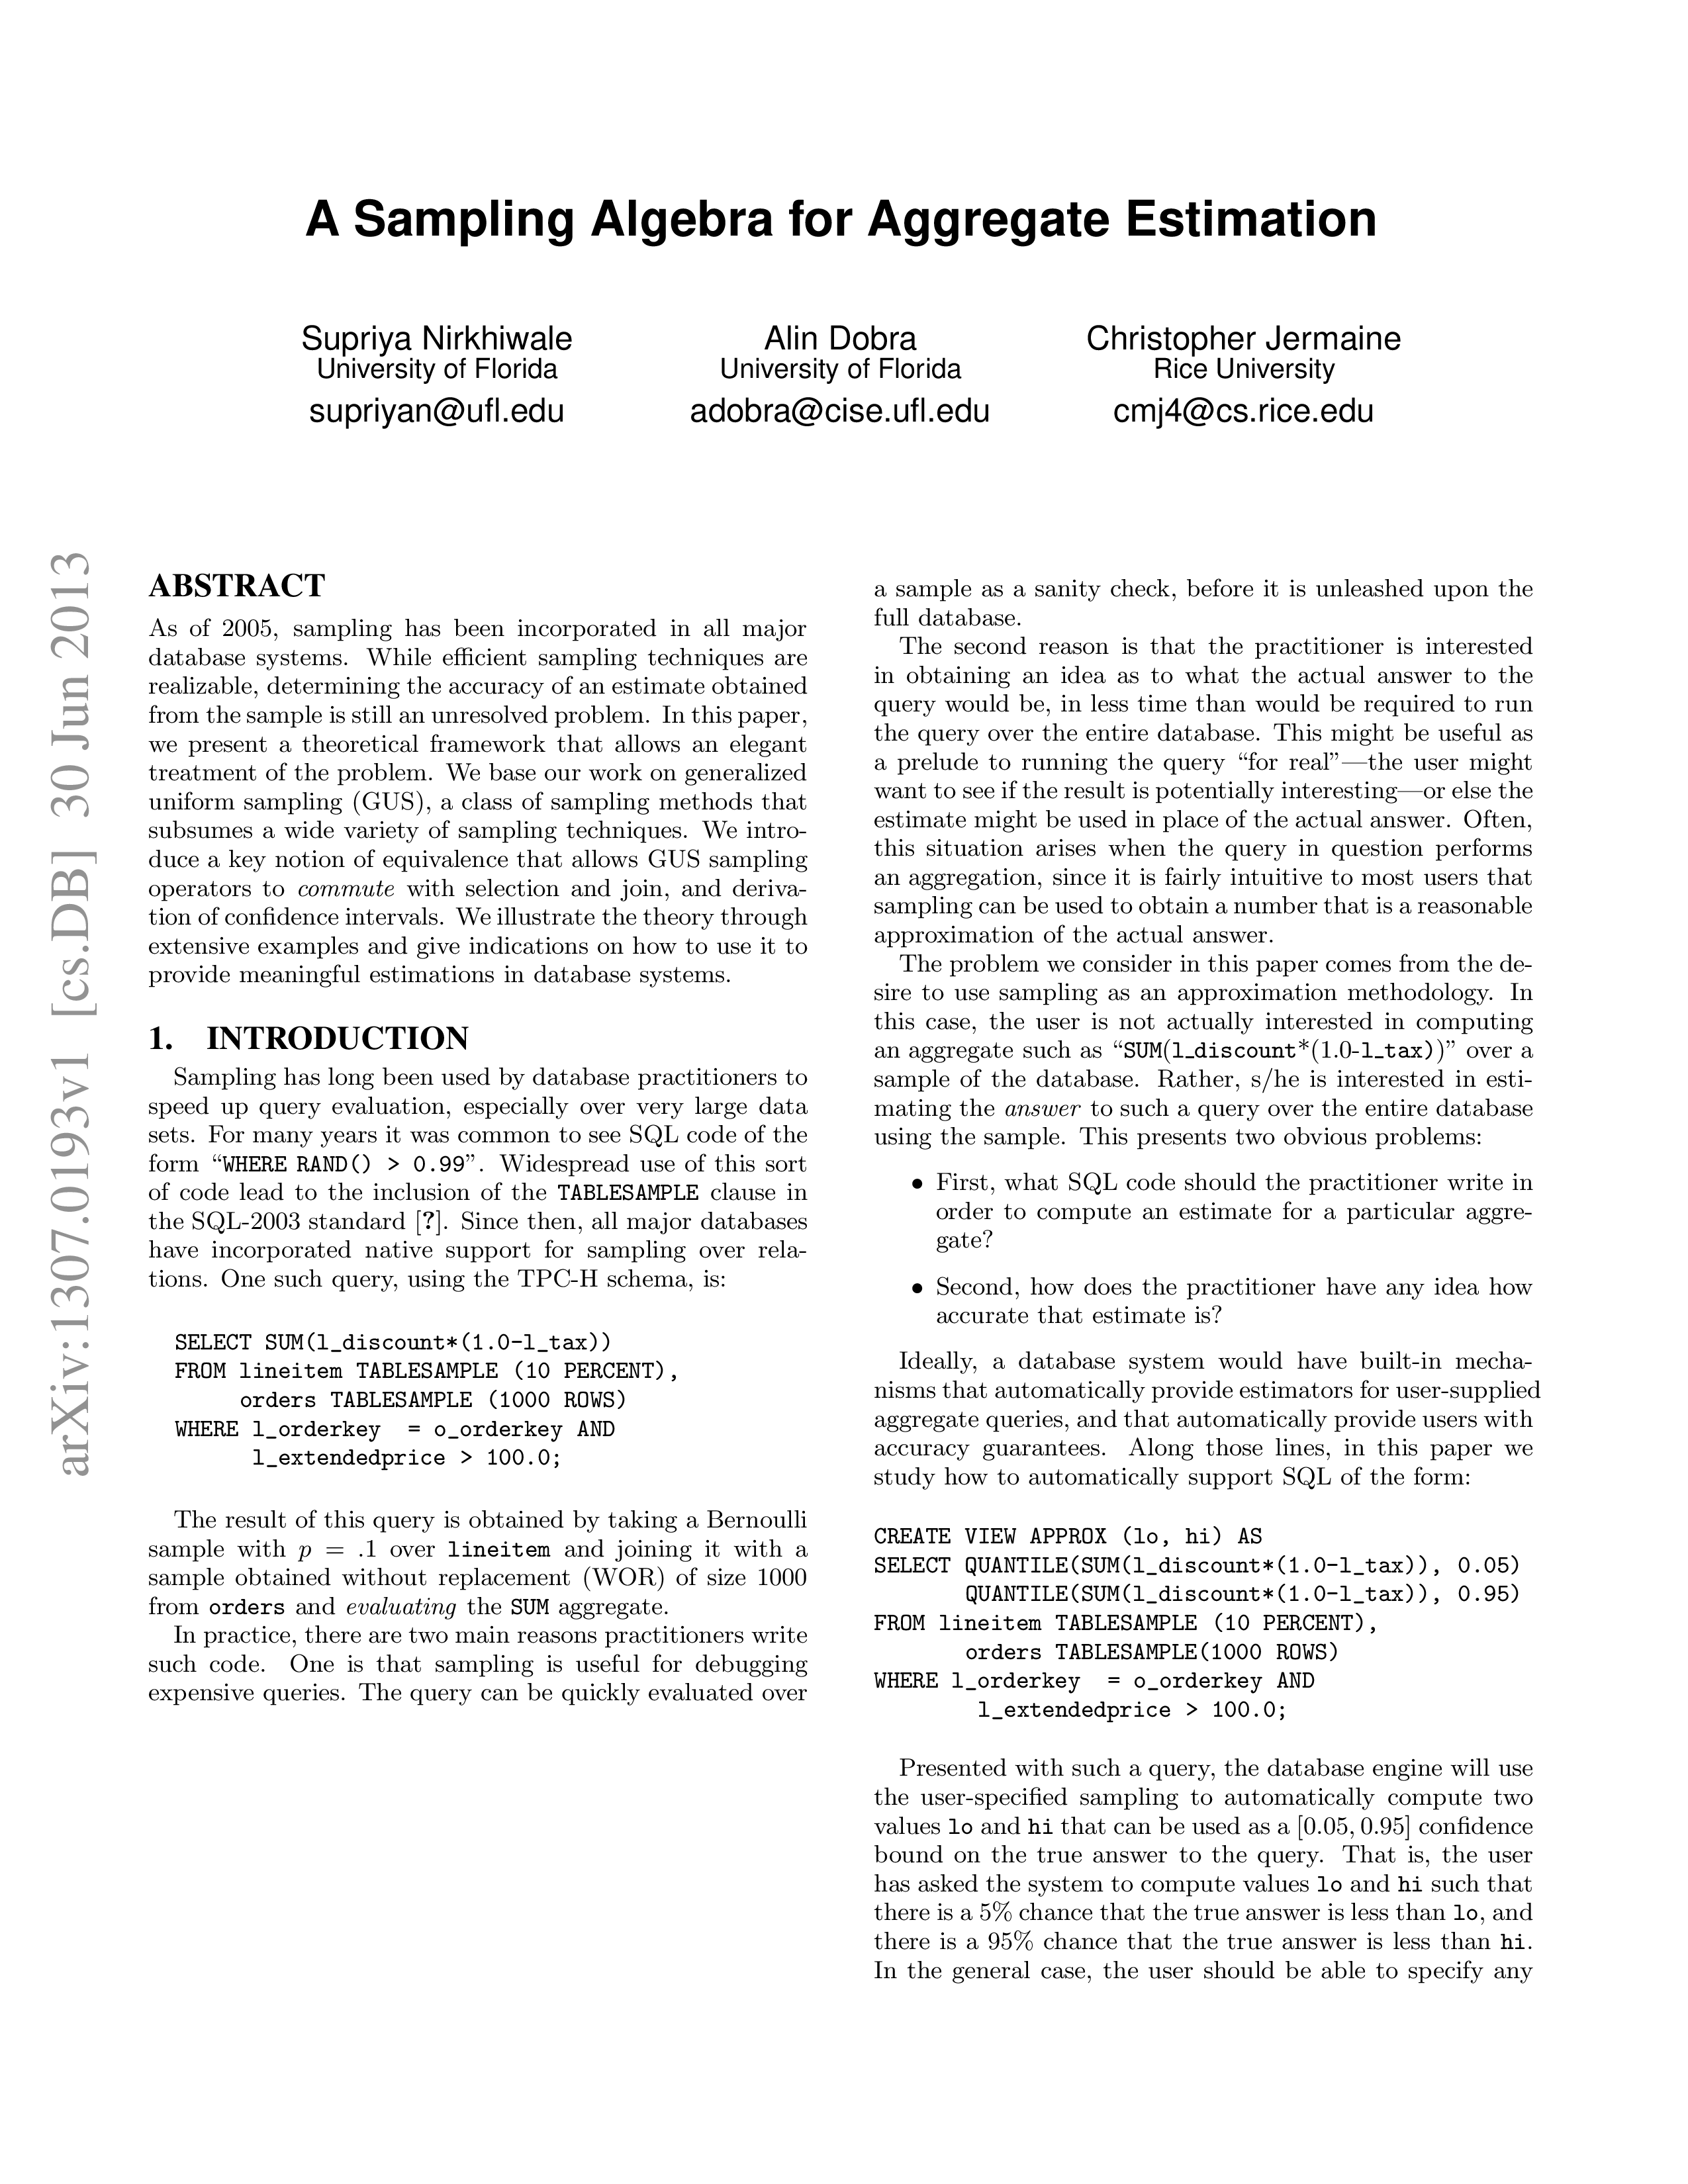 A Sampling Algebra for Aggregate Estimation
Supriya Nirkhiwale
University of Florida
supriyan@ufl.edu
Alin Dobra
University of Florida
adobra@cise.ufl.edu
Christopher Jermaine
Rice University
cmj4@cs.rice.edu
arXiv:1307.0193v1 [cs.DB] 30 Jun 2013
ABSTRACT
As of 2005, sampling has been incorporated in all major
database systems. While efficient sampling techniques are
realizable, determining the accuracy of an estimate obtained
from the sample is still an unresolved problem. In this paper,
we present a theoretical framework that allows an elegant
treatment of the problem. We base our work on generalized
uniform sampling (GUS), a class of sampling methods that
subsumes a wide variety of sampling techniques. We intro-
duce a key notion of equivalence that allows GUS sampling
operators to commute with selection and join, and deriva-
tion of confidence intervals. We illustrate the theory through
extensive examples and give indications on how to use it to
provide meaningful estimations in database systems.
1. INTRODUCTION
Sampling has long been used by database practitioners to
speed up query evaluation, especially over very large data
sets. For many years it was common to see SQL code of the
form “WHERE RAND() > 0.99”. Widespread use of this sort
of code lead to the inclusion of the TABLESAMPLE clause in
the SQL-2003 standard [?]. Since then, all major databases
have incorporated native support for sampling over rela-
tions. One such query, using the TPC-H schema, is:
SELECT SUM(l_discount*(1.0-l_tax))
FROM lineitem TABLESAMPLE (10 PERCENT),
orders TABLESAMPLE (1000 ROWS)
WHERE l_orderkey = o_orderkey AND
l_extendedprice > 100.0;
The result of this query is obtained by taking a Bernoulli
sample with p = .1 over lineitem and joining it with a
sample obtained without replacement (WOR) of size 1000
from orders and evaluating the SUM aggregate.
In practice, there are two main reasons practitioners write
such code. One is that sampling is useful for debugging
expensive queries. The query can be quickly evaluated over
a sample as a sanity check, before it is unleashed upon the
full database.
The second reason is that the practitioner is interested
in obtaining an idea as to what the actual answer to the
query would be, in less time than would be required to run
the query over the entire database. This might be useful as
a prelude to running the query “for real”—the user might
want to see if the result is potentially interesting—or else the
estimate might be used in place of the actual answer. Often,
this situation arises when the query in question performs
an aggregation, since it is fairly intuitive to most users that
sampling can be used to obtain a number that is a reasonable
approximation of the actual answer.
The problem we consider in this paper comes from the de-
sire to use sampling as an approximation methodology. In
this case, the user is not actually interested in computing
an aggregate such as “SUM(l_discount*(1.0-l_tax))” over a
sample of the database. Rather, s/he is interested in esti-
mating the answer to such a query over the entire database
using the sample. This presents two obvious problems:
• First, what SQL code should the practitioner write in
order to compute an estimate for a particular aggre-
gate?
• Second, how does the practitioner have any idea how
accurate that estimate is?
Ideally, a database system would have built-in mecha-
nisms that automatically provide estimators for user-supplied
aggregate queries, and that automatically provide users with
accuracy guarantees. Along those lines, in this paper we
study how to automatically support SQL of the form:
CREATE VIEW APPROX (lo, hi) AS
SELECT QUANTILE(SUM(l_discount*(1.0-l_tax)), 0.05)
QUANTILE(SUM(l_discount*(1.0-l_tax)), 0.95)
FROM lineitem TABLESAMPLE (10 PERCENT),
orders TABLESAMPLE(1000 ROWS)
WHERE l_orderkey = o_orderkey AND
l_extendedprice > 100.0;
Presented with such a query, the database engine will use
the user-specified sampling to automatically compute two
values lo and hi that can be used as a [0.05, 0.95] confidence
bound on the true answer to the query. That is, the user
has asked the system to compute values lo and hi such that
there is a 5% chance that the true answer is less than lo, and
there is a 95% chance that the true answer is less than hi.
In the general case, the user should be able to specify any